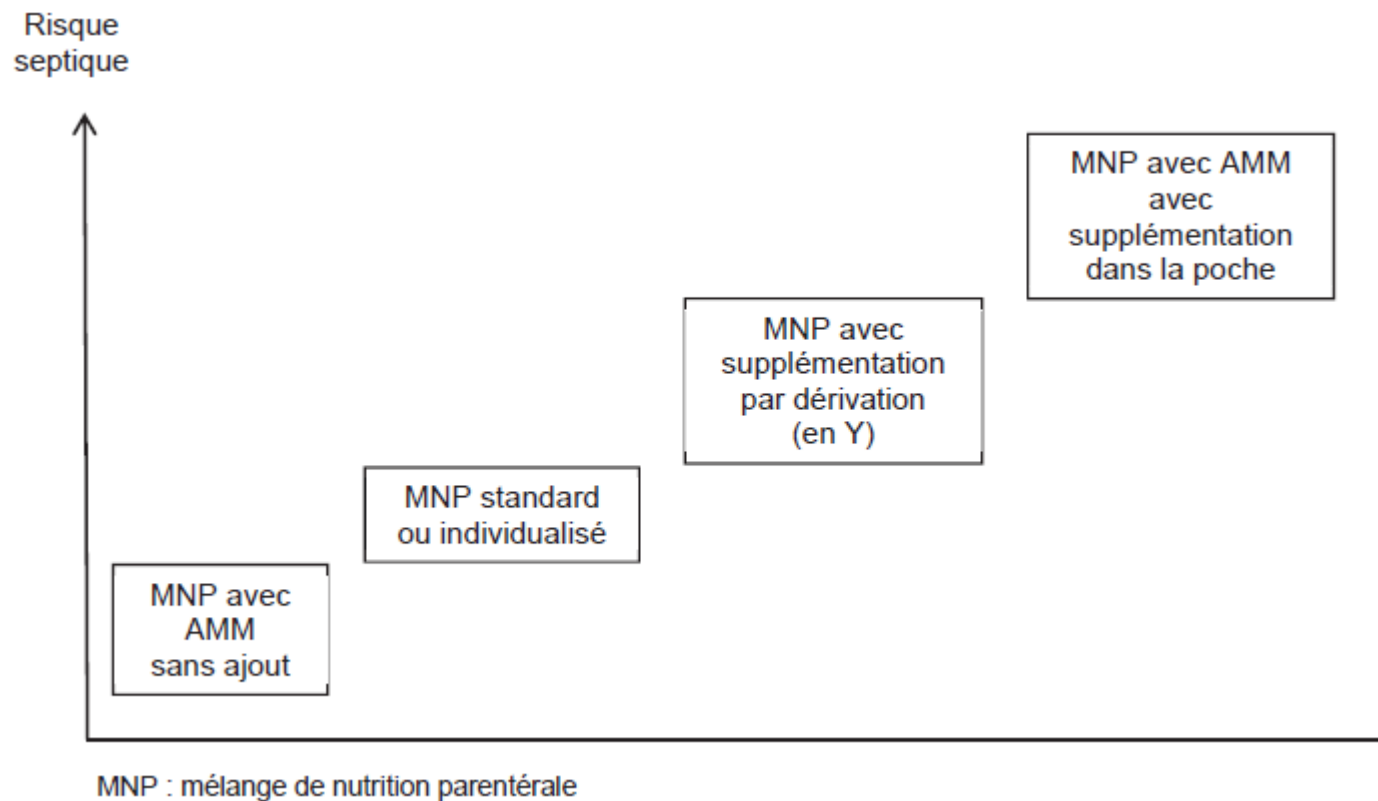 Risque
septique
MNP avec AMM
avec
supplémentation
dans la poche
MNP avec
supplémentation
par dérivation
(en Y)
MNP standard
ou individualisé
MNP avec
AMM
sans ajout
MNP : mélange de nutrition parentérale